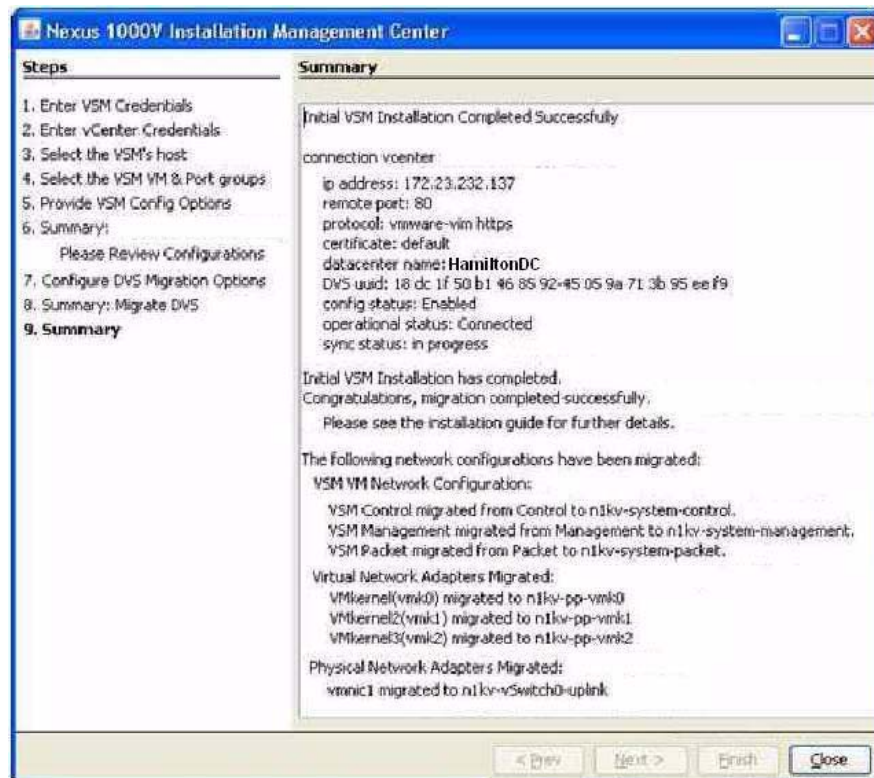 Nexus 1000V Installation Management Center
Steps
1. Enter VSM Credentials
2. Enter vCenter Credentials
3. Select the VSM's host
4. Select the VSM VM & Port groups
5. Provide VSM Config Options
6. Summary:
Please Review Configurations
7. Configure DVS Migration Options
8. Summary: Migrate DVS
9. Summary
Summary
Initial VSM Installation Completed Successfully
connection vcenter
ip address: 172.23.232.137
remote port: 80
protocol: vmware-vim https
certificate: default
datacenter name: HamiltonDC
DVS uuid: 18 dc 1f 50 b1 46 85 92-45 05 9a 71 3b 95 ee f9
config status: Enabled
operational status: Connected
sync status: in progress
Initial VSM Installation has completed.
Congratulations, migration completed successfully.
Please see the installation guide for further details.
The following network configurations have been migrated:
VSM VM Network Configuration:
VSM Control migrated from Control to n1kv-system-control.
VSM Management migrated from Management to n1kv-system-management.
VSM Packet migrated from Packet to n1kv-system-packet.
Virtual Network Adapters Migrated:
VMkernel(vmk0) migrated to n1kv-pp-vmk0
VMkernel2(vmk1) migrated to n1kv-pp-vmk1
VMkernel3(vmk2) migrated to n1kv-pp-vmk2
Physical Network Adapters Migrated:
vmnic1 migrated to n1kv-vSwitch0-uplink
< Prev
Next >
Finish
Close